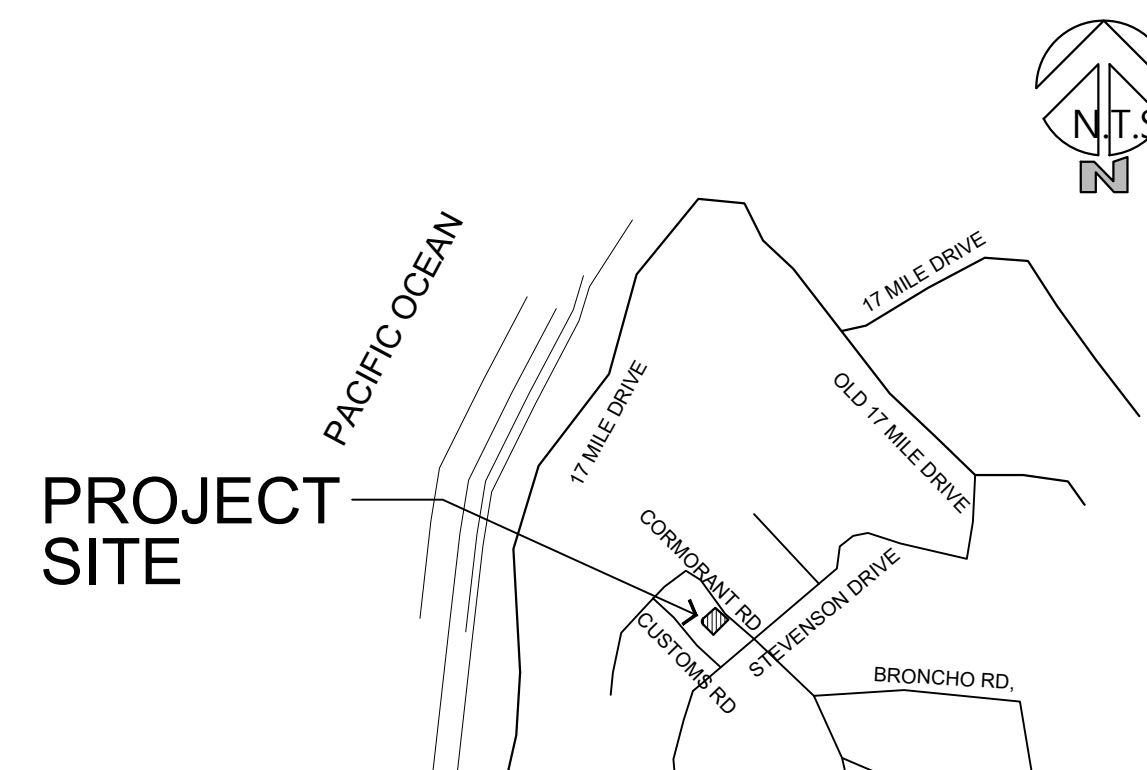 N.T.S
N
PACIFIC OCEAN
17 MILE DRIVE
17 MILE DRIVE
OLD 17 MILE DRIVE
PROJECT
SITE
CORMORANT RD
STEVENSON DRIVE
CUSTOMS RD
BRONCHO RD,